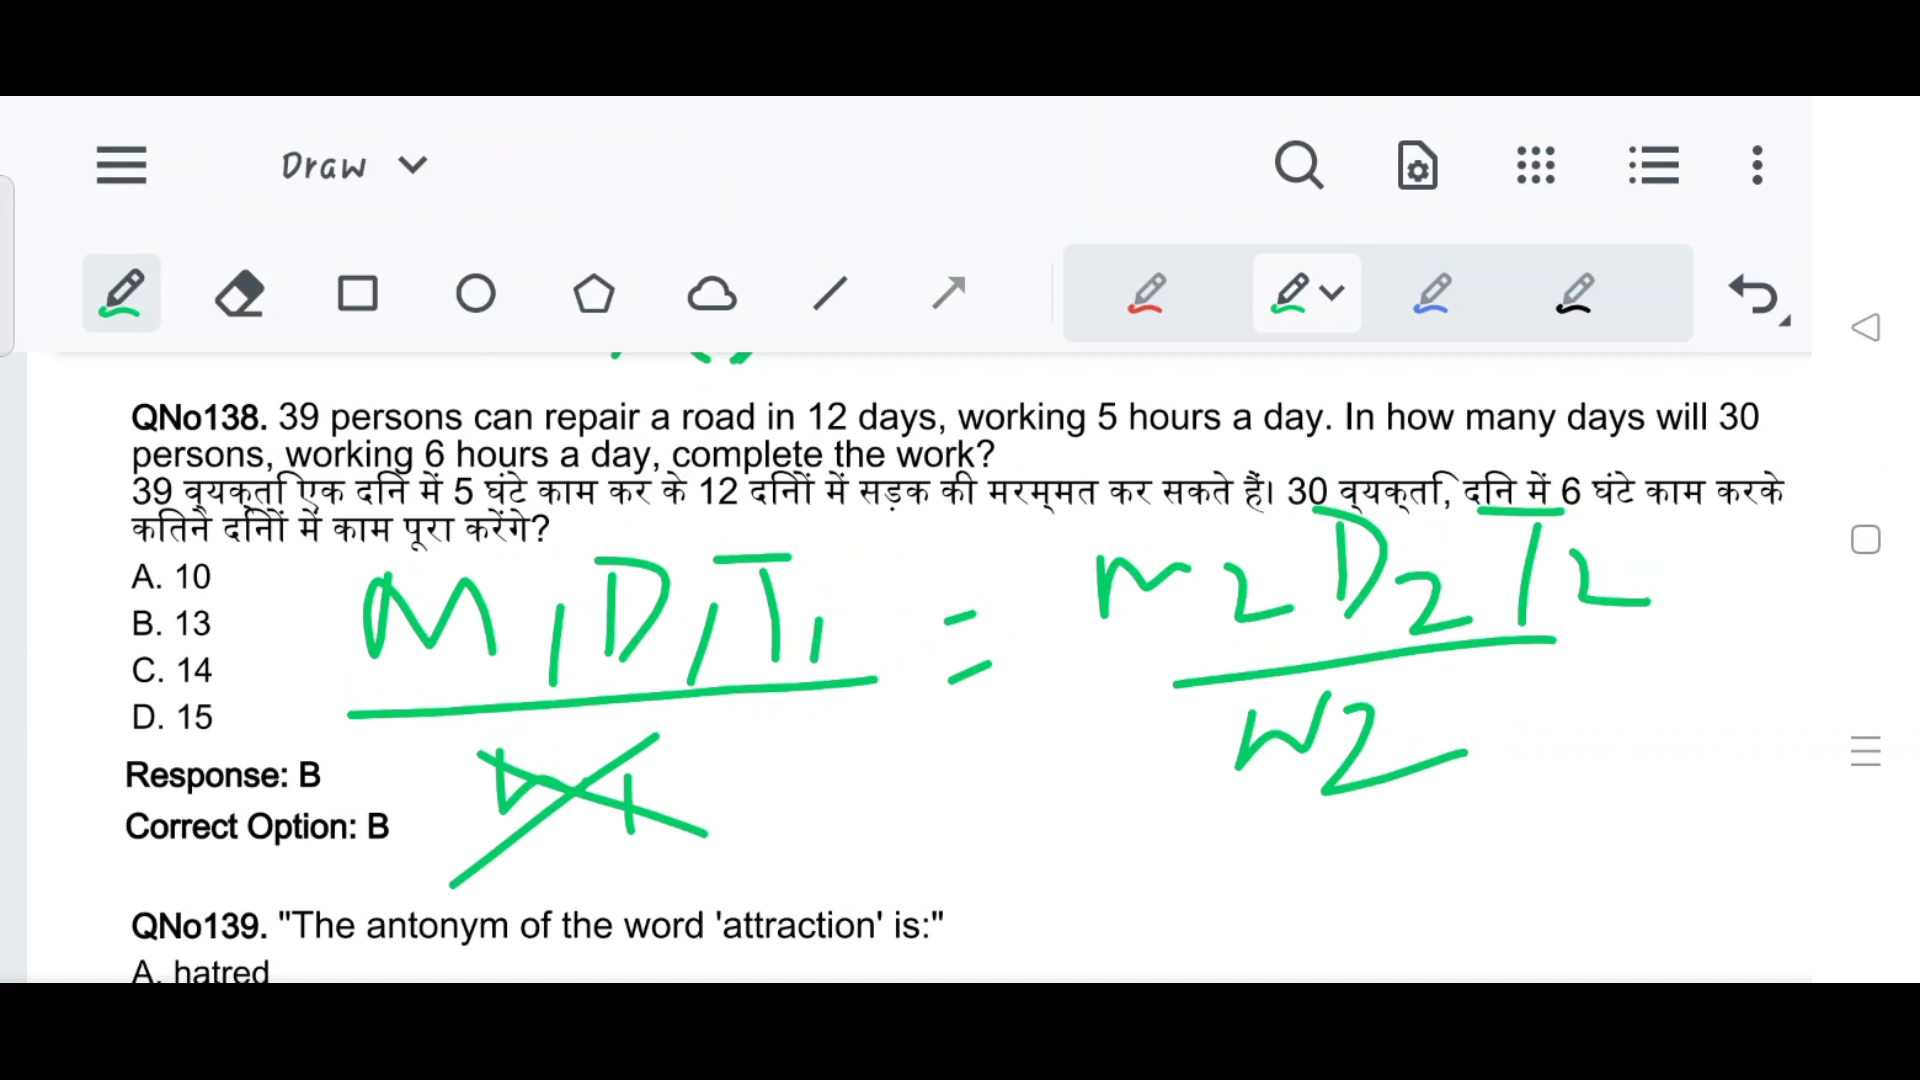 Draw
QNo138. 39 persons can repair a road in 12 days, working 5 hours a day. In how many days will 30
persons, working 6 hours a day, complete the work?
39 व्यक्ति एक दिन में 5 घंटे काम कर के 12 दिनों में सड़क की मरम्मत कर सकते हैं। 30 व्यक्ति, दिन में 6 घंटे काम करके
कितने दिनों में काम पूरा करेंगे?
A. 10
B. 13
C. 14
D. 15
M1D1T1 = M2D2T2
W1 W2
Response: B
Correct Option: B
QNo139. "The antonym of the word 'attraction' is:"
A. hatred